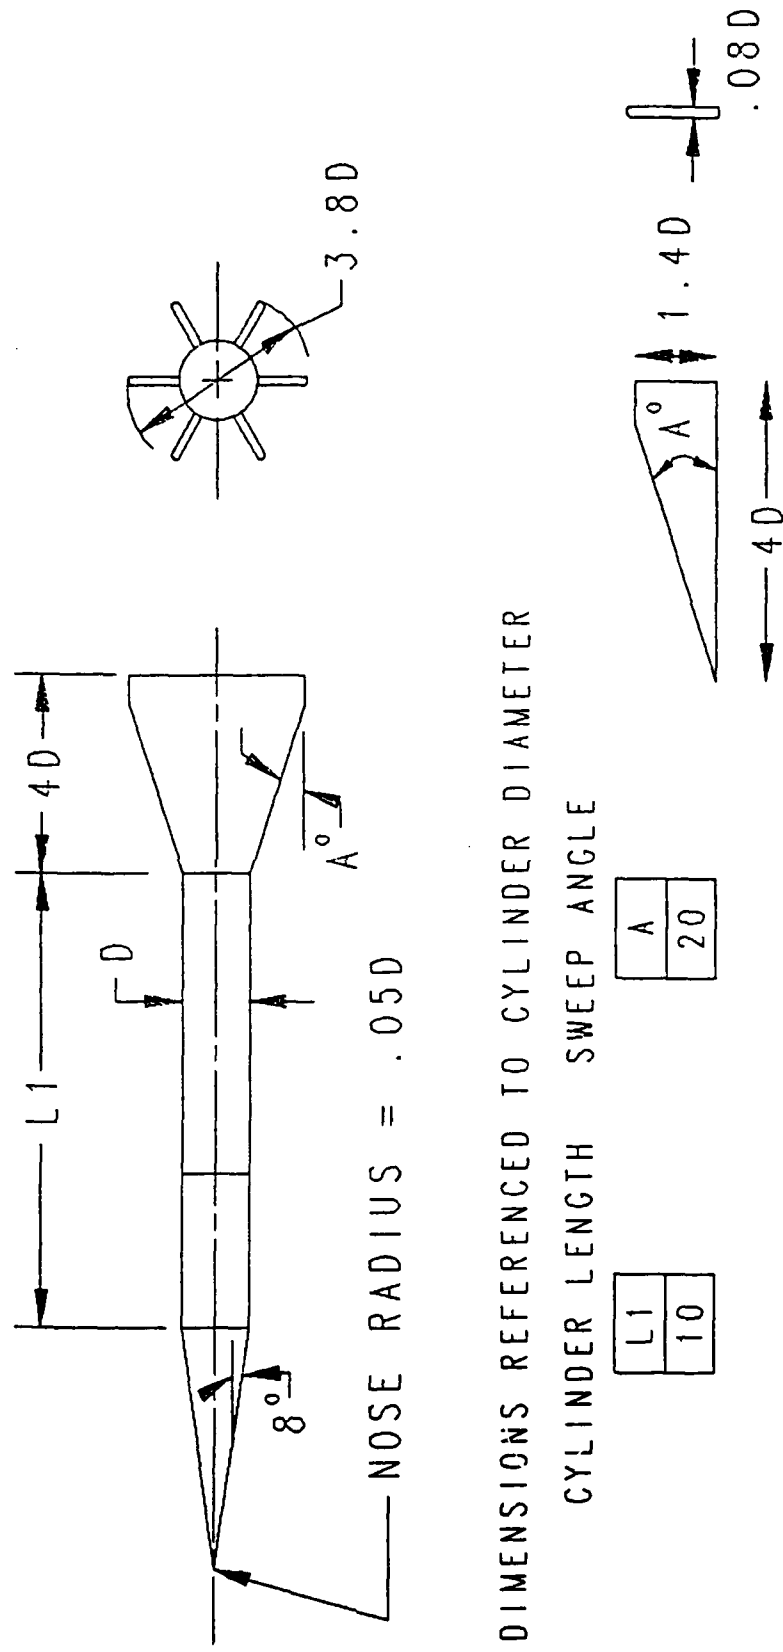 L1
4D
D
3.8D
8°
A°
NOSE RADIUS = .05D
DIMENSIONS REFERENCED TO CYLINDER DIAMETER
CYLINDER LENGTH
SWEEP ANGLE
L1
10
A
20
A°
1.4D
4D
.08D